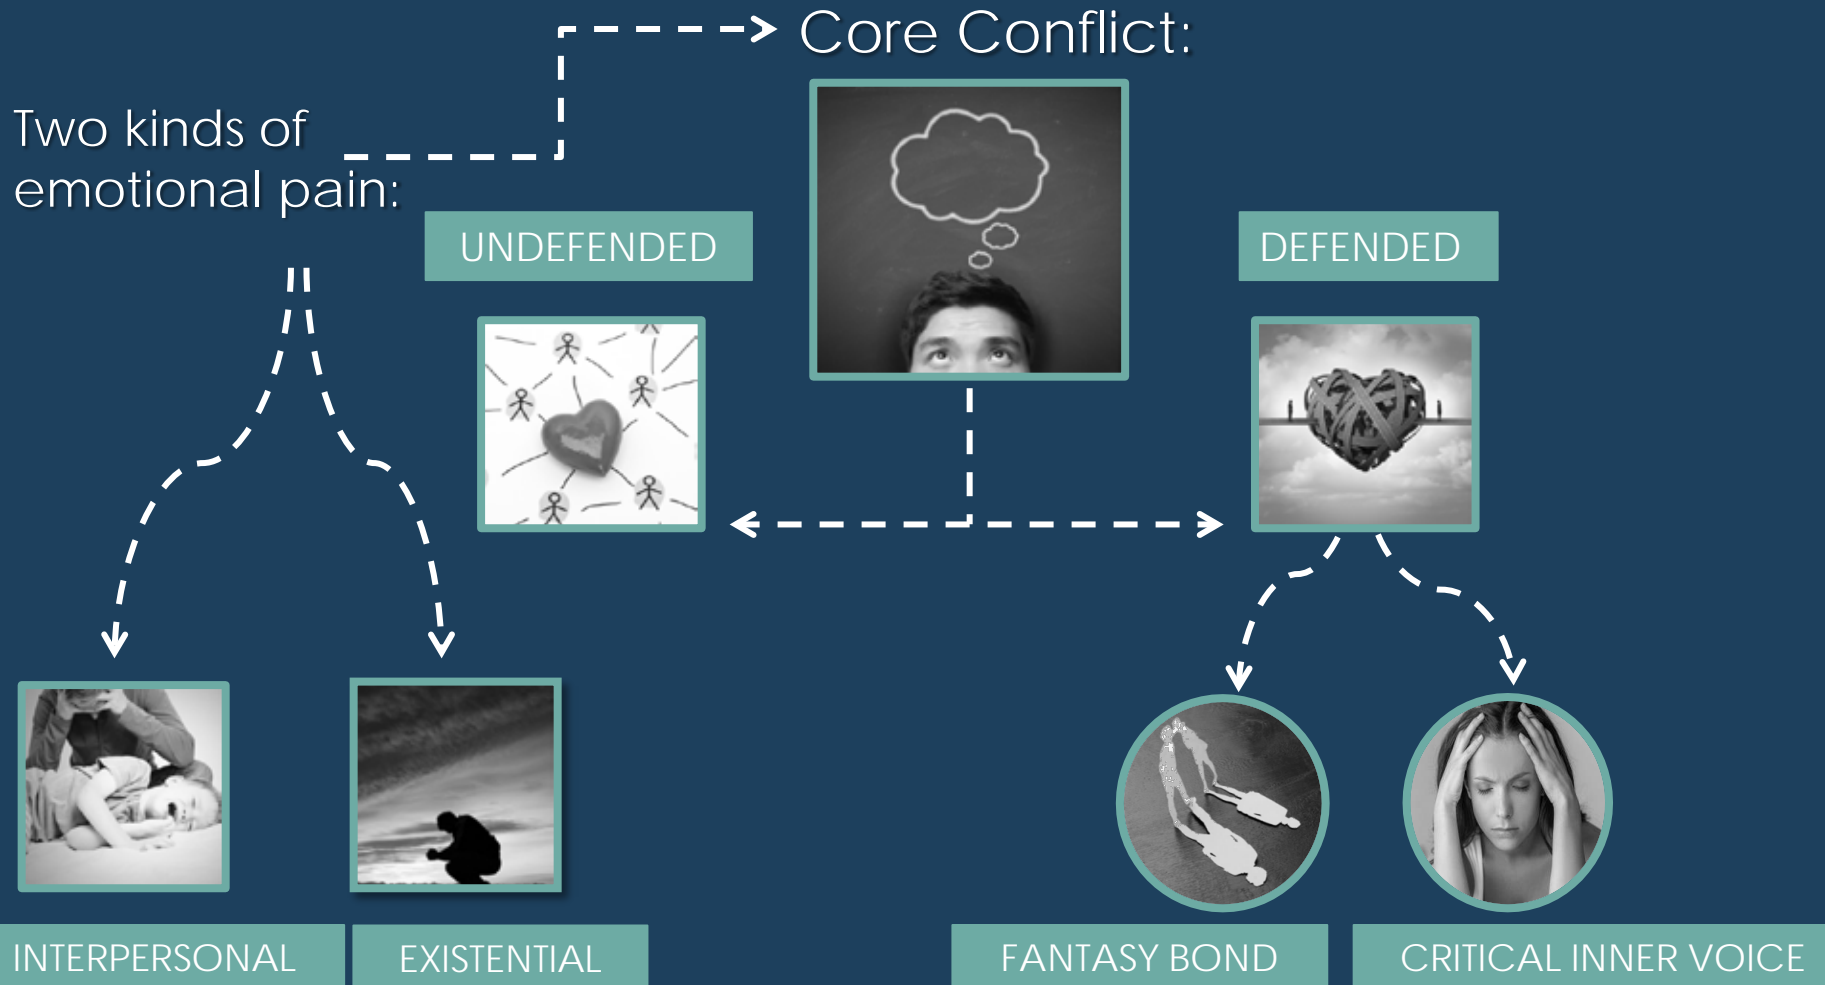 Core Conflict:
Two kinds of
emotional pain:
UNDEFENDED
DEFENDED
INTERPERSONAL
EXISTENTIAL
FANTASY BOND
CRITICAL INNER VOICE